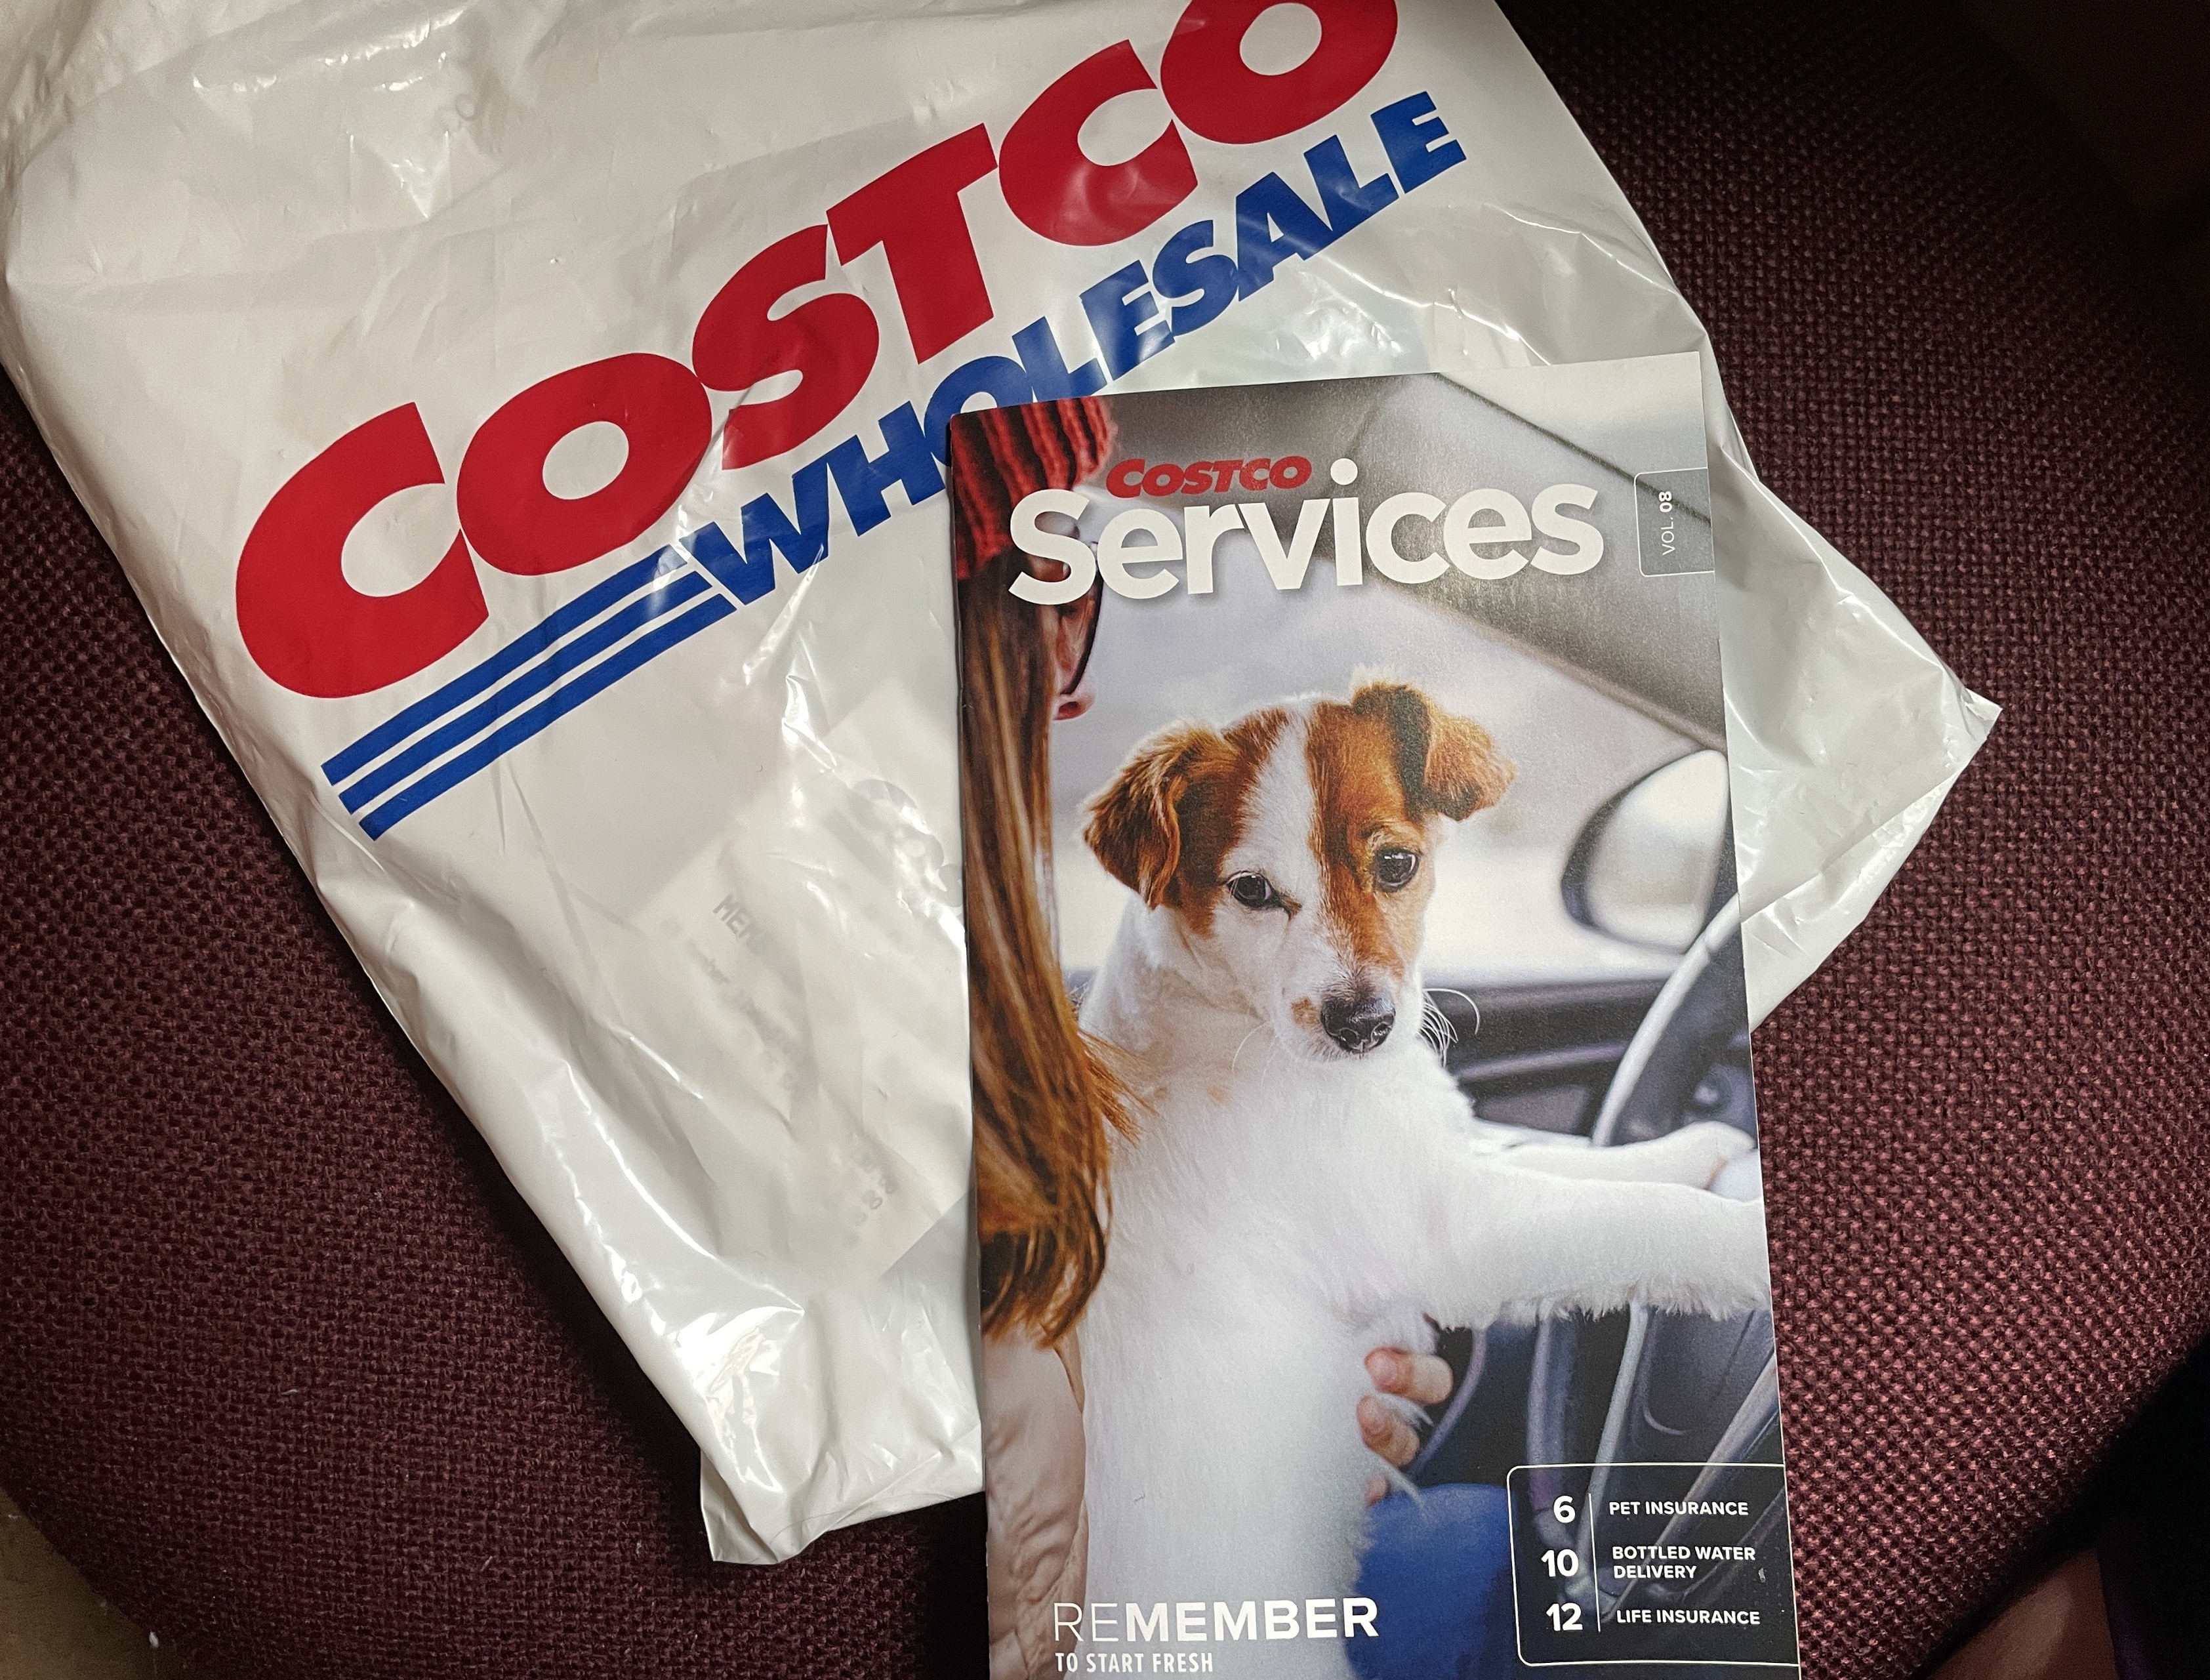 COSTCO
WHOLESALE
COSTCO
Services
VOL. 08
6 PET INSURANCE
10 BOTTLED WATER
DELIVERY
12 LIFE INSURANCE
REMEMBER
TO START FRESH